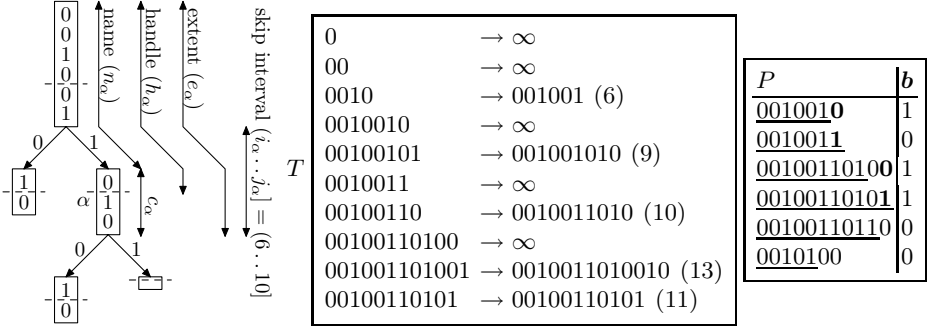 0
0
1
0
0
1
0 1
1
0
α
0
1
0
0 1
1
0
name (n_α)
handle (h_α)
extent (e_α)
c_α
skip interval (i_α . . j_α] = (6 . . 10]
T
0 → ∞
00 → ∞
0010 → 001001 (6)
0010010 → ∞
00100101 → 001001010 (9)
0010011 → ∞
00100110 → 0010011010 (10)
00100110100 → ∞
001001101001 → 0010011010010 (13)
00100110101 → 00100110101 (11)
P b
0010010 1
0010011 0
00100110100 1
00100110101 1
00100110110 0
0010100 0